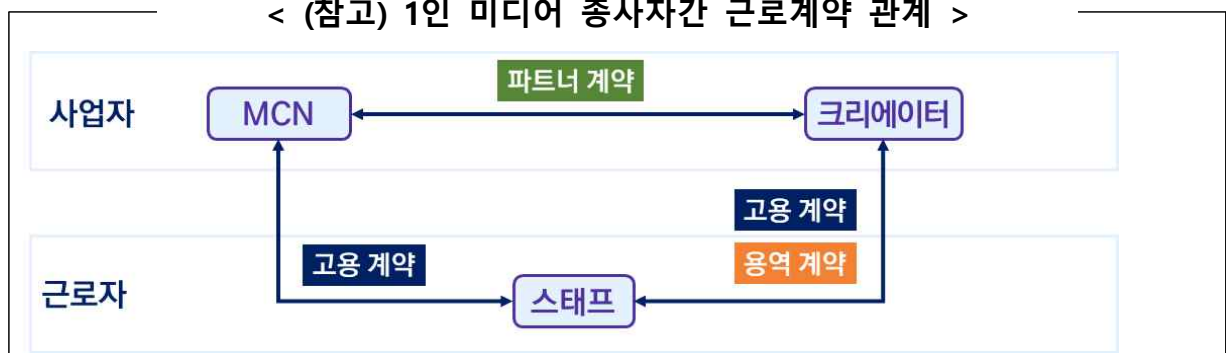 < (참고) 1인 미디어 종사자간 근로계약 관계 >
파트너 계약
사업자 MCN 크리에이터
고용 계약
고용 계약 용역 계약
근로자 스태프